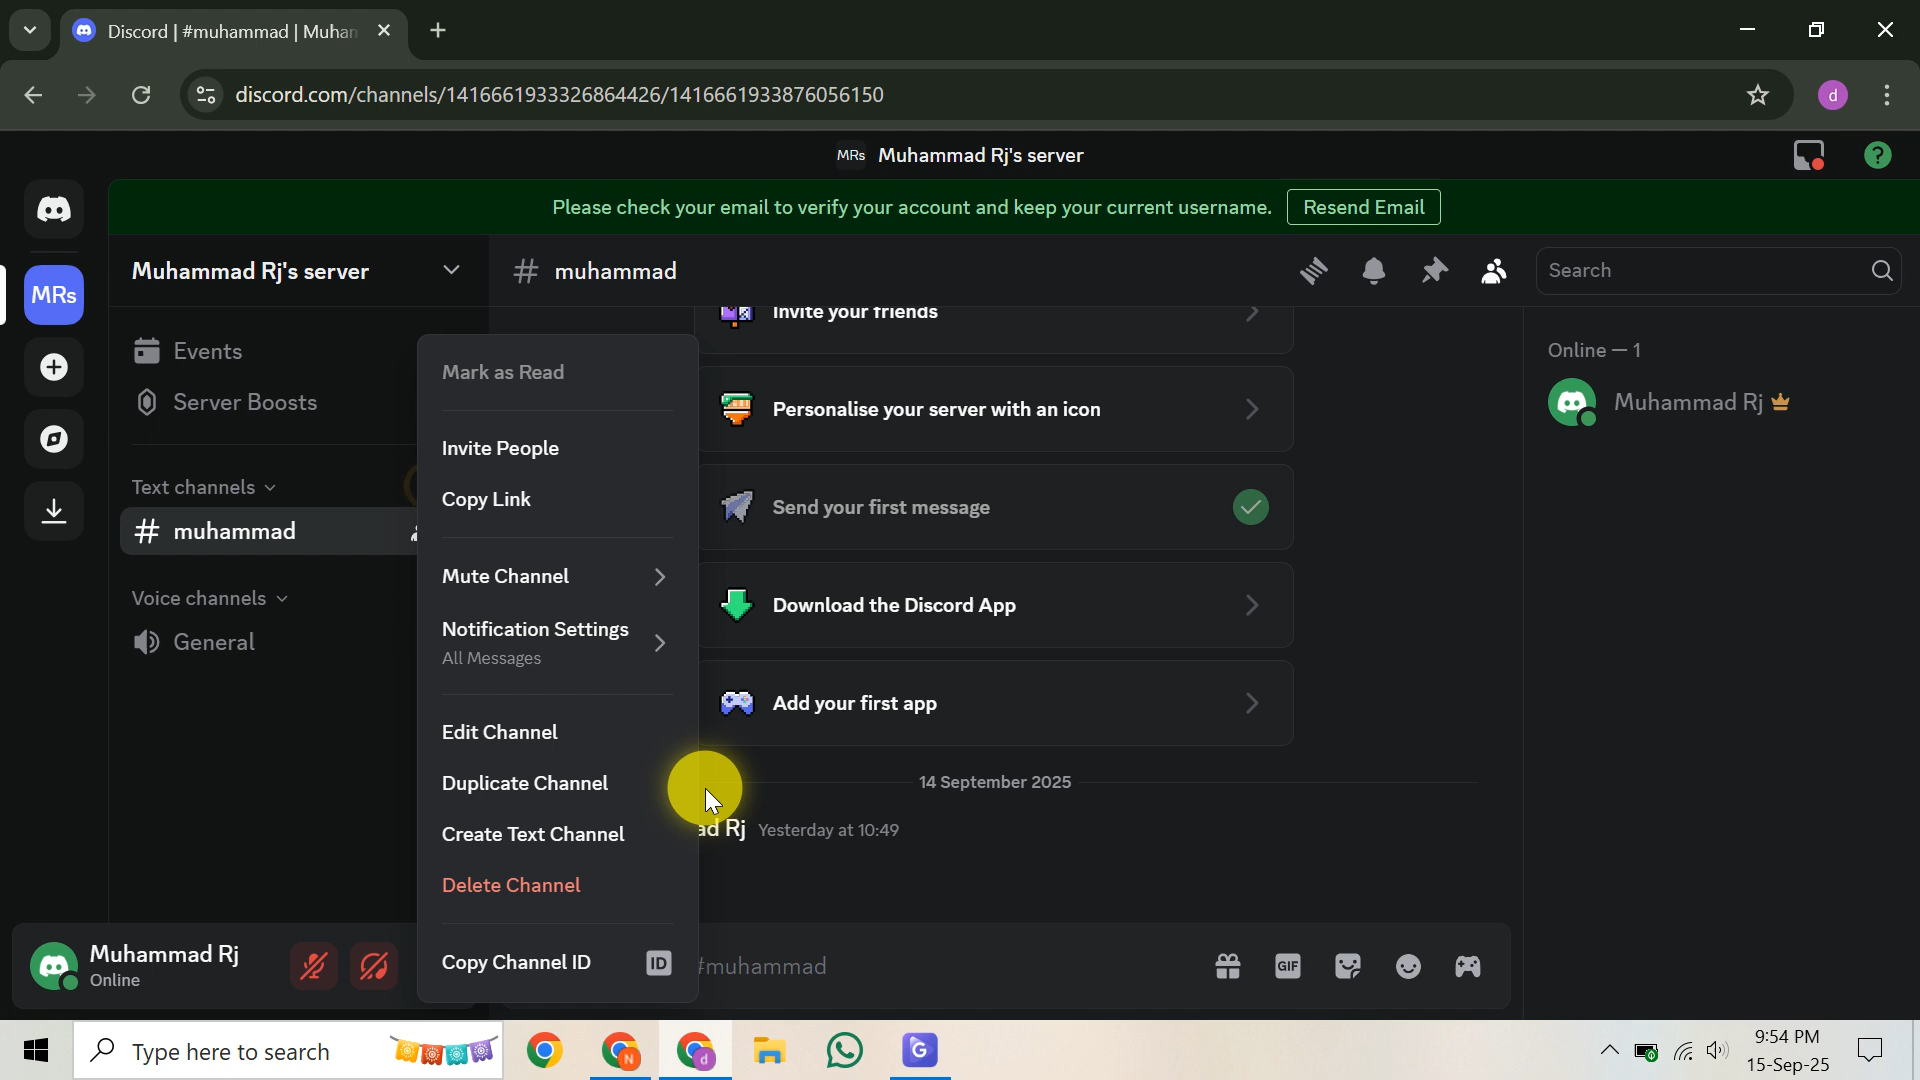 Discord | #muhammad | Muham
discord.com/channels/1416661933326864426/1416661933876056150
MRs Muhammad Rj's server
Please check your email to verify your account and keep your current username. Resend Email
Muhammad Rj's server
# muhammad
Search
MRs
Events
Server Boosts
Text channels
# muhammad
Voice channels
General
Mark as Read
Invite People
Copy Link
Mute Channel
Notification Settings
All Messages
Edit Channel
Duplicate Channel
Create Text Channel
Delete Channel
Copy Channel ID ID
Invite your friends
Personalise your server with an icon
Send your first message
Download the Discord App
Add your first app
14 September 2025
ad Rj Yesterday at 10:49
#muhammad
GIF
Online — 1
Muhammad Rj
Muhammad Rj
Online
Type here to search
9:54 PM
15-Sep-25